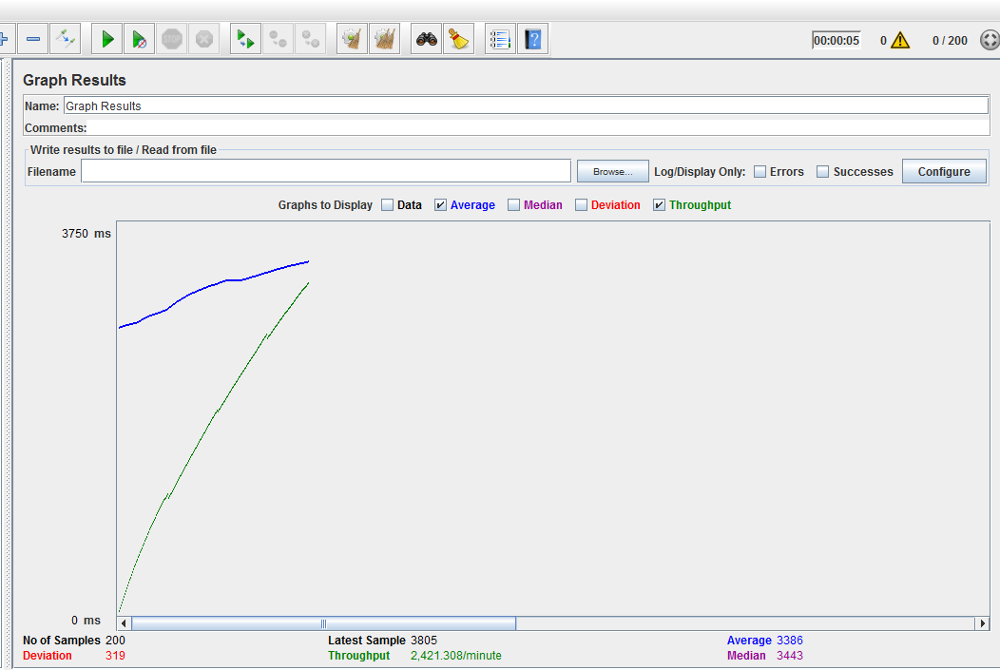 STOP 00:00:05 0 0 / 200
Graph Results
Name: Graph Results
Comments:
Write results to file / Read from file
Filename Browse... Log/Display Only: Errors Successes Configure
Graphs to Display Data Average Median Deviation Throughput
3750 ms
0 ms
No of Samples 200 Latest Sample 3805 Average 3386
Deviation 319 Throughput 2,421.308/minute Median 3443